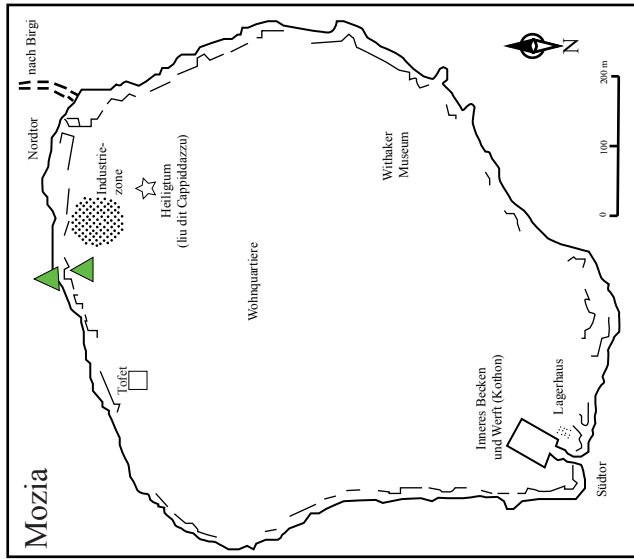 Mozia
nach Birgi
Nordtor
Industrie-
zone
Heiligtum
(liu dit Cappiddazzu)
Tofet
Wohnquartiere
Withaker
Museum
Inneres Becken
und Werft (Kothon)
Lagerhaus
Südtor
N
0 100 200 m